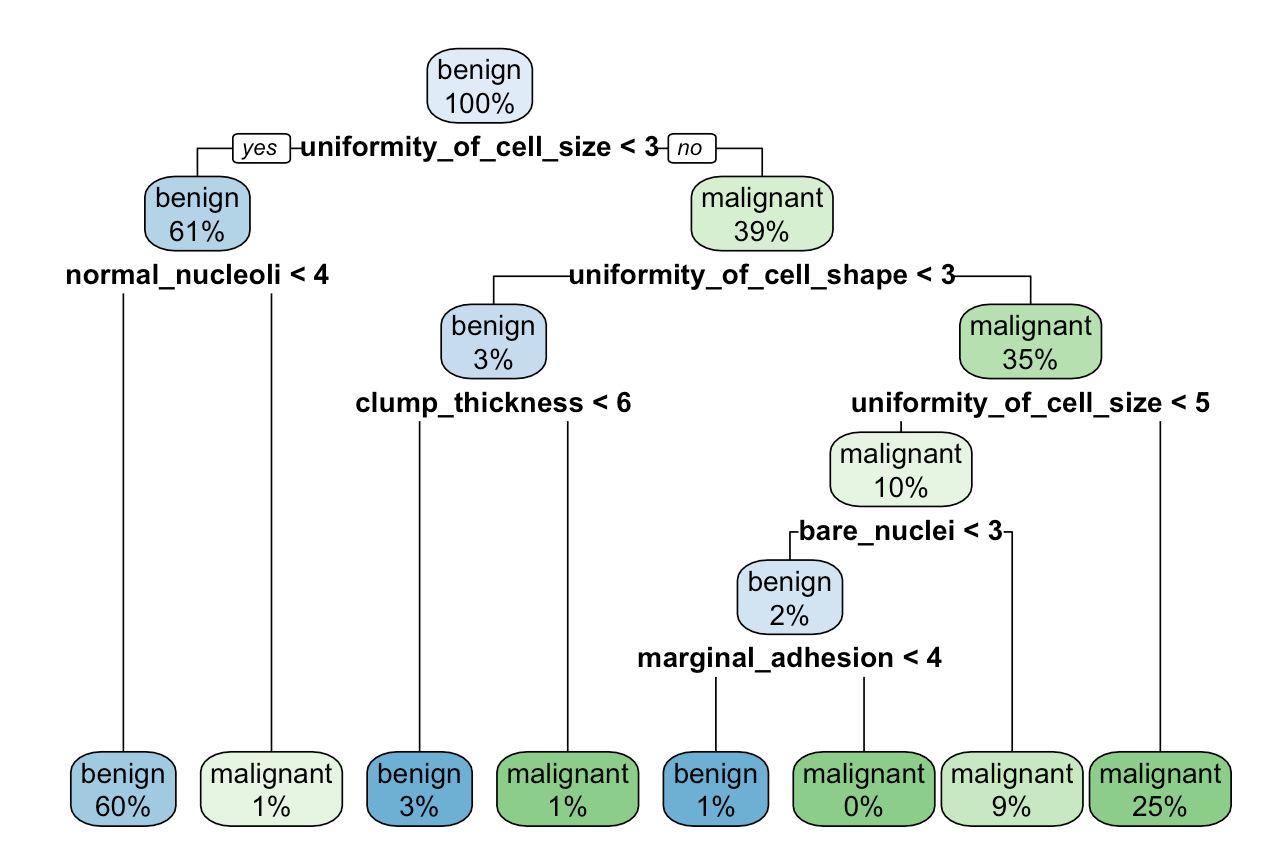 benign
100%
yes uniformity_of_cell_size < 3 no
benign
61%
malignant
39%
normal_nucleoli < 4
uniformity_of_cell_shape < 3
benign
3%
malignant
35%
clump_thickness < 6
uniformity_of_cell_size < 5
malignant
10%
bare_nuclei < 3
benign
2%
marginal_adhesion < 4
benign
60%
malignant
1%
benign
3%
malignant
1%
benign
1%
malignant
0%
malignant
9%
malignant
25%